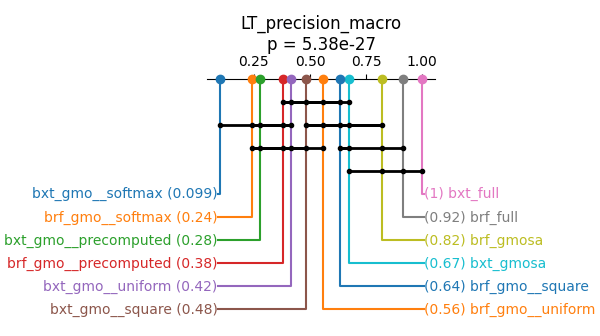 LT_precision_macro
p = 5.38e-27
0.25 0.50 0.75 1.00
bxt_gmo__softmax (0.099) (1) bxt_full
brf_gmo__softmax (0.24) (0.92) brf_full
bxt_gmo__precomputed (0.28) (0.82) brf_gmosa
brf_gmo__precomputed (0.38) (0.67) bxt_gmosa
bxt_gmo__uniform (0.42) (0.64) brf_gmo__square
bxt_gmo__square (0.48) (0.56) brf_gmo__uniform